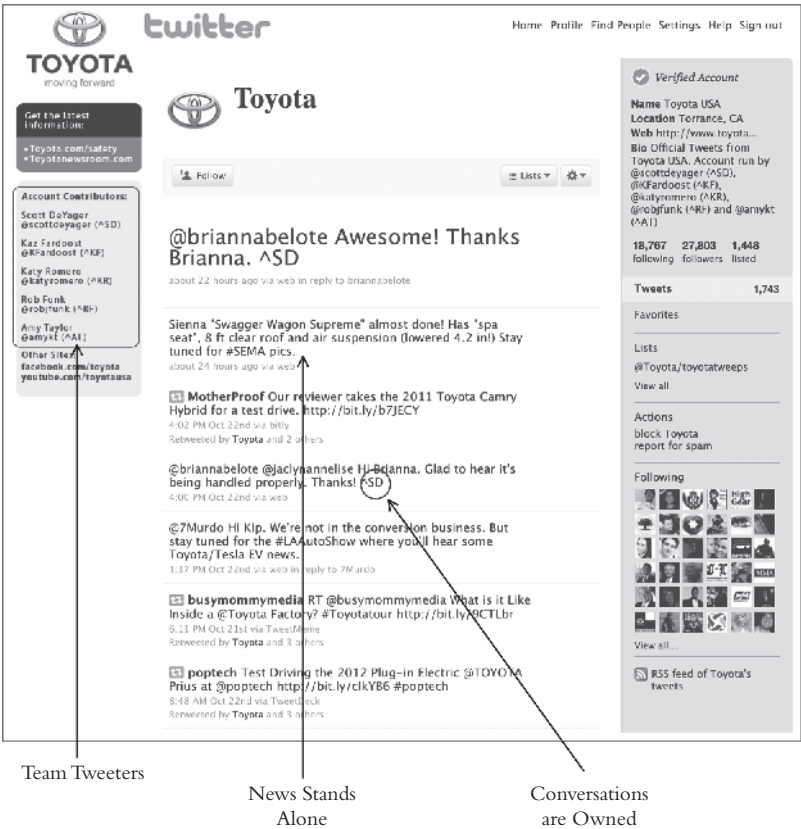 twitter
Home Profile Find People Settings Help Sign out
TOYOTA
moving forward
Get the latest
information:
•Toyota.com/safety
•Toyotanewsroom.com
Account Contributors:
Scott DeYager
@scottdeyager (^SD)
Kaz Fardoost
@KFardoost (^KF)
Katy Romero
@katyromero (^KR)
Rob Funk
@robjfunk (^RF)
Amy Taylor
@amykt (^AT)
Other Sites:
facebook.com/toyota
youtube.com/toyotausa
Toyota
Follow
Lists
@briannabelote Awesome! Thanks
Brianna. ^SD
about 22 hours ago via web in reply to briannabelote
Sienna "Swagger Wagon Supreme" almost done! Has "spa
seat", 8 ft clear roof and air suspension (lowered 4.2 in!) Stay
tuned for #SEMA pics.
about 24 hours ago via web
MotherProof Our reviewer takes the 2011 Toyota Camry
Hybrid for a test drive. http://bit.ly/b7JECY
4:02 PM Oct 22nd via bitly
Retweeted by Toyota and 2 others
@briannabelote @jaclynannelise Hi Brianna. Glad to hear it's
being handled properly. Thanks! ^SD
4:00 PM Oct 22nd via web
@7Murdo Hi Kip. We're not in the conversion business. But
stay tuned for the #LAAutoShow where you'll hear some
Toyota/Tesla EV news.
1:37 PM Oct 22nd via web in reply to 7Murdo
busymommymedia RT @busymommymedia What is it Like
Inside a @Toyota Factory? #Toyotatour http://bit.ly/9CTLbr
6:11 PM Oct 21st via TweetMeme
Retweeted by Toyota and 3 others
poptech Test Driving the 2012 Plug-in Electric @TOYOTA
Prius at @poptech http://bit.ly/clkYB6 #poptech
8:48 AM Oct 22nd via TweetDeck
Retweeted by Toyota and 3 others
Verified Account
Name Toyota USA
Location Torrance, CA
Web http://www.toyota...
Bio Official Tweets from
Toyota USA. Account run by
@scottdeyager (^SD),
@KFardoost (^KF),
@katyromero (^KR),
@robjfunk (^RF) and @amykt
(^AT)
18,767 27,803 1,448
following followers listed
Tweets 1,743
Favorites
Lists
@Toyota/toyotatweeps
View all
Actions
block Toyota
report for spam
Following
High
Gear
View all...
RSS feed of Toyota's
tweets
Team Tweeters
News Stands
Alone
Conversations
are Owned